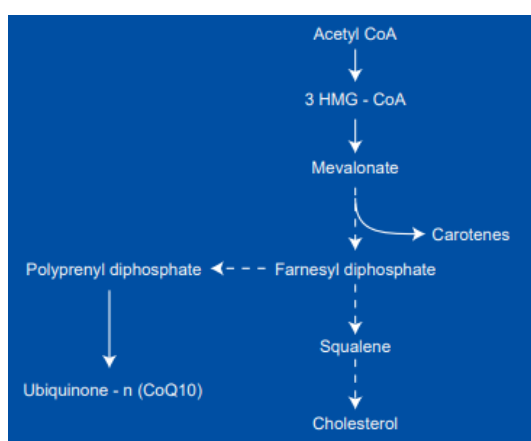 Acetyl CoA
3 HMG - CoA
Mevalonate
Carotenes
Polyprenyl diphosphate
Farnesyl diphosphate
Squalene
Ubiquinone - n (CoQ10)
Cholesterol